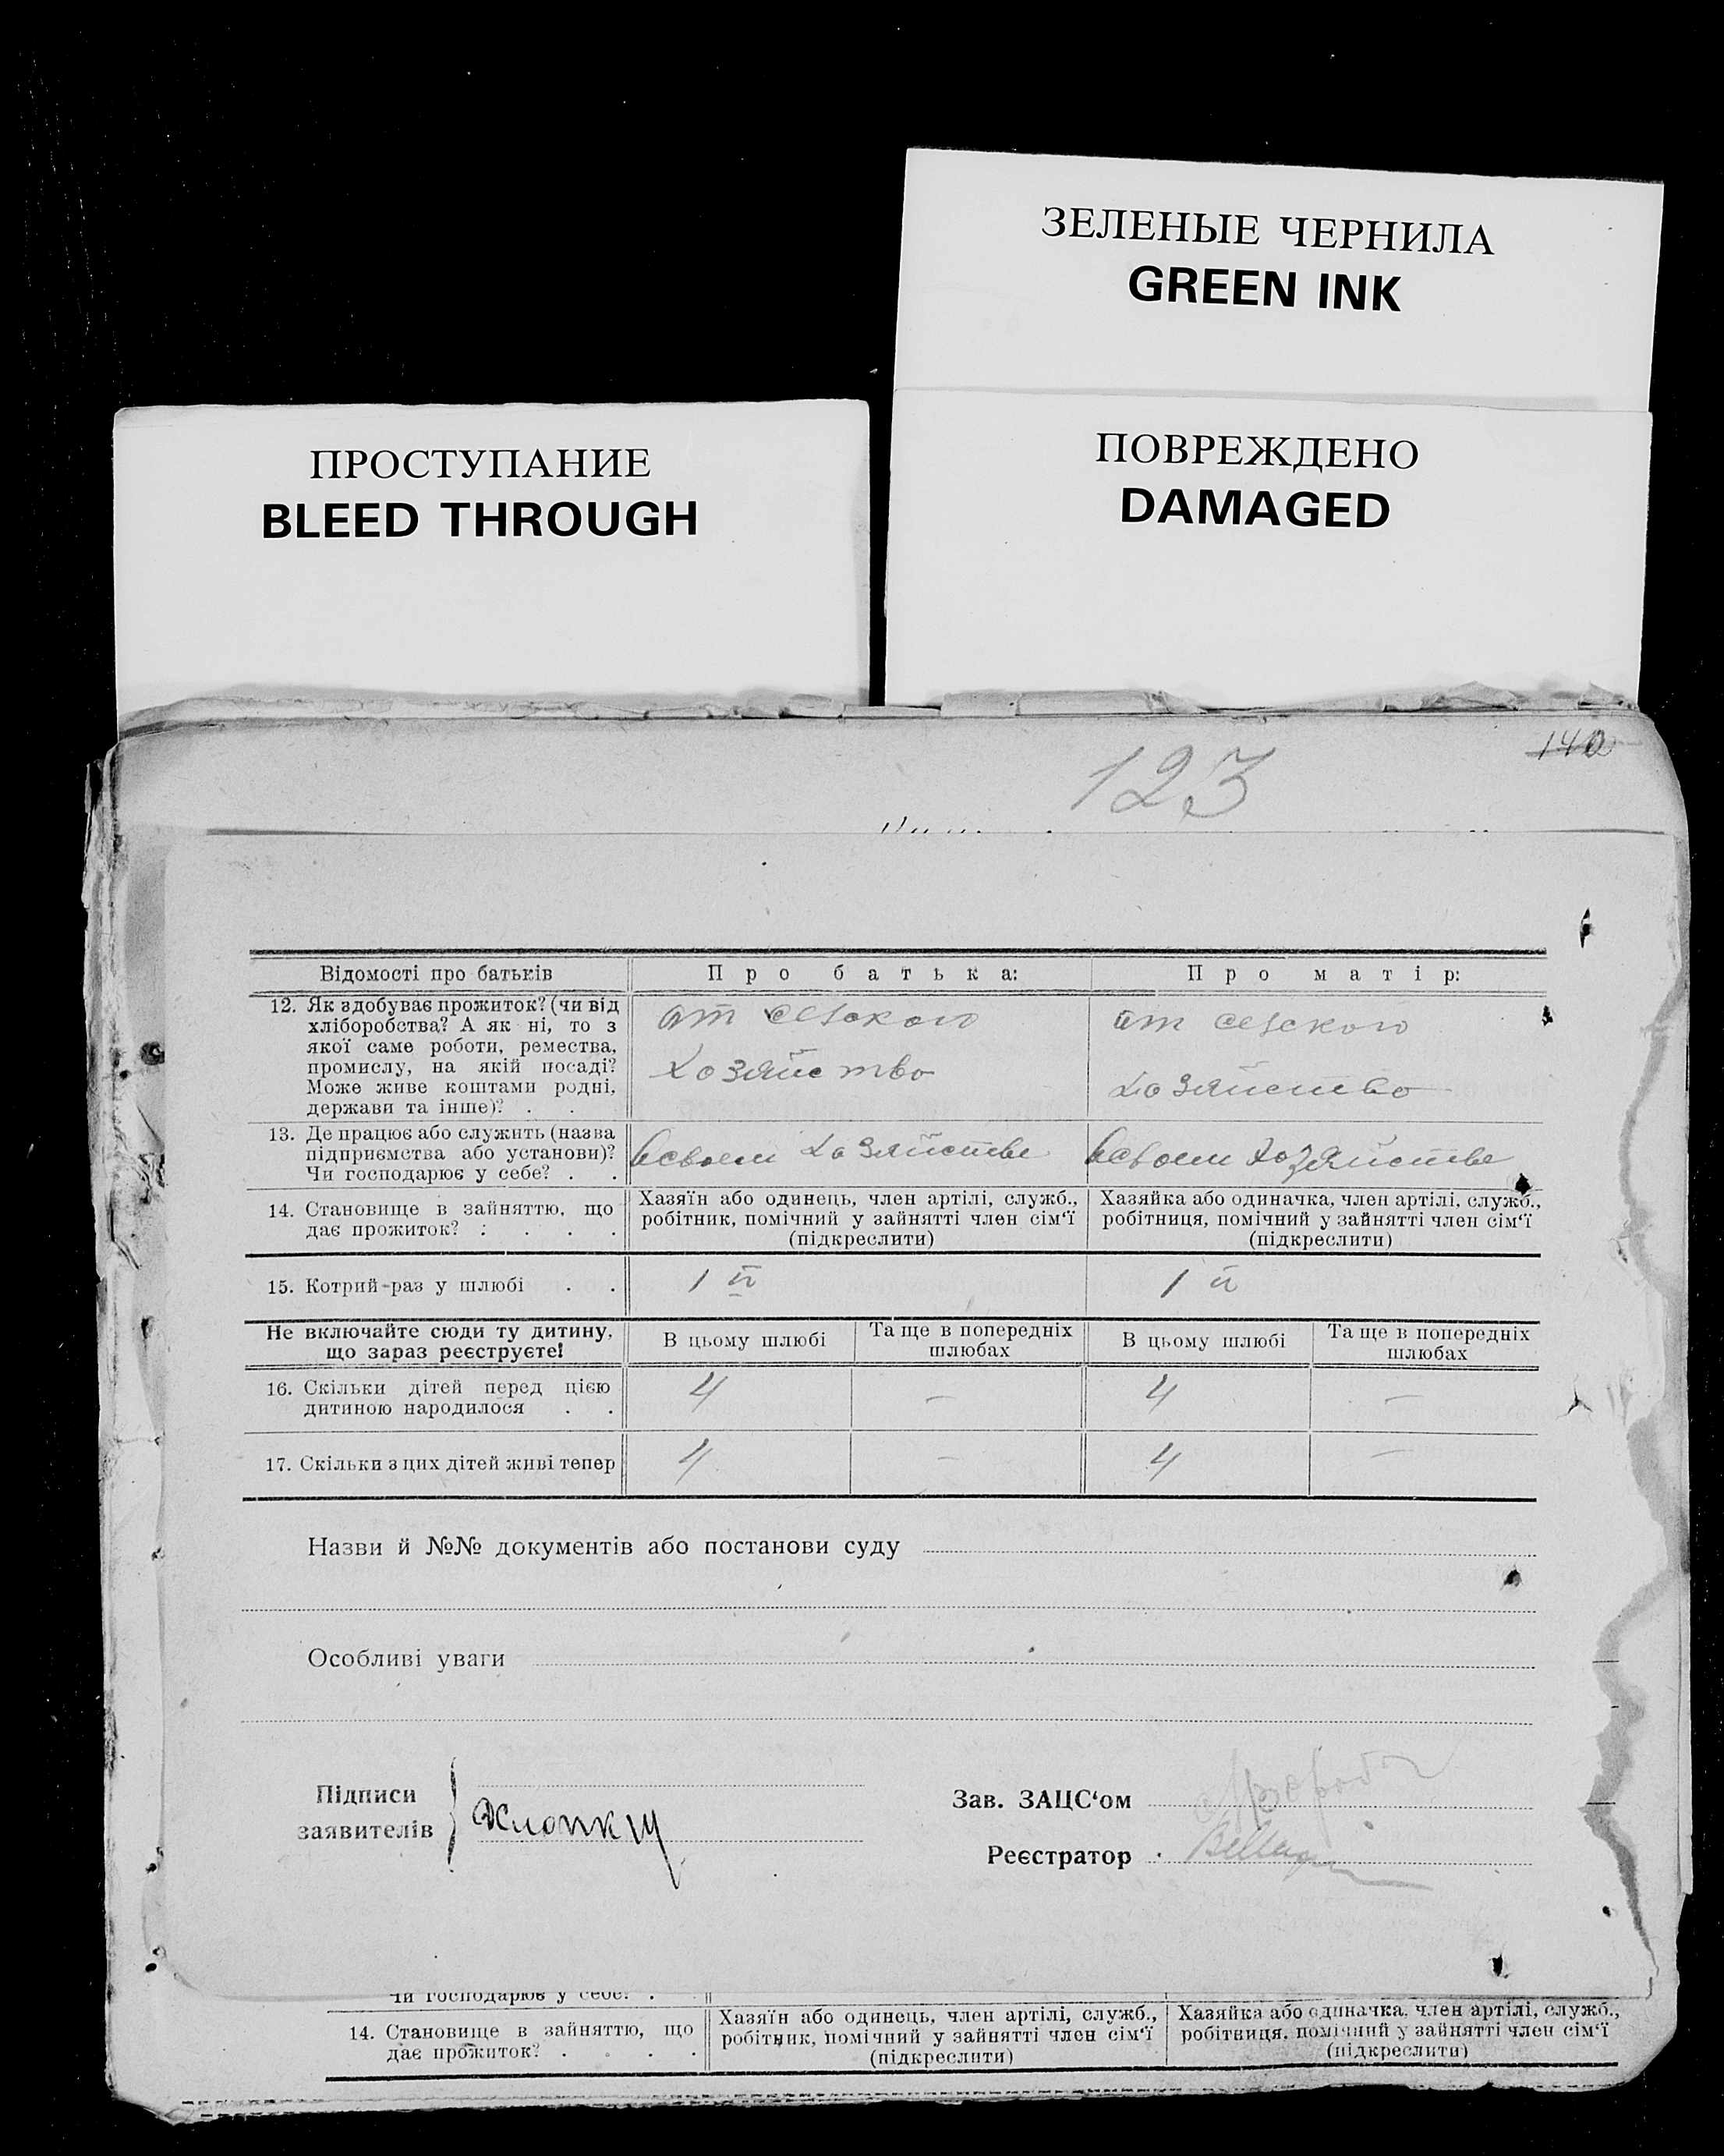 ЗЕЛЕНЫЕ ЧЕРНИЛА
GREEN INK
ПРОСТУПАНИЕ
BLEED THROUGH
ПОВРЕЖДЕНО
DAMAGED
140
123
Відомості про батьків
Про батька:
Про матір:
12. Як здобуває прожиток? (чи від
хліборобства? А як ні, то з
якої саме роботи, ремества,
промислу, на якій посаді?
Може живе коштами родні,
держави та інше)? . .
от сельского
хозяйство
от сельского
хозяйство
13. Де працює або служить (назва
підприємства або установи)?
Чи господарює у себе? . .
всвоем хозяйстве
всвоем хозяйстве
14. Становище в зайняттю, що
дає прожиток? : . . .
Хазяїн або одинець, член артілі, служб.,
робітник, помічний у зайнятті член сім'ї
(підкреслити)
Хазяйка або одиначка, член артілі, служб.,
робітниця, помічний у зайнятті член сім'ї
(підкреслити)
15. Котрий-раз у шлюбі . .
1й
1й
Не включайте сюди ту дитину,
що зараз реєструєте!
В цьому шлюбі
Та ще в попередніх
шлюбах
В цьому шлюбі
Та ще в попередніх
шлюбах
16. Скільки дітей перед цією
дитиною народилося . .
4
—
4
—
17. Скільки з цих дітей живі тепер
4
—
4
—
Назви й №№ документів або постанови суду
Особливі уваги
Підписи
заявителів
Зав. ЗАЦС'ом
Реєстратор
Чи господарює у себе? .
14. Становище в зайняттю, що
дає прожиток? . . . .
Хазяїн або одинець, член артілі, служб.,
робітник, помічний у зайнятті член сім'ї
(підкреслити)
Хазяйка або одиначка, член артілі, служб.,
робітниця, помічний у зайнятті член сім'ї
(підкреслити)